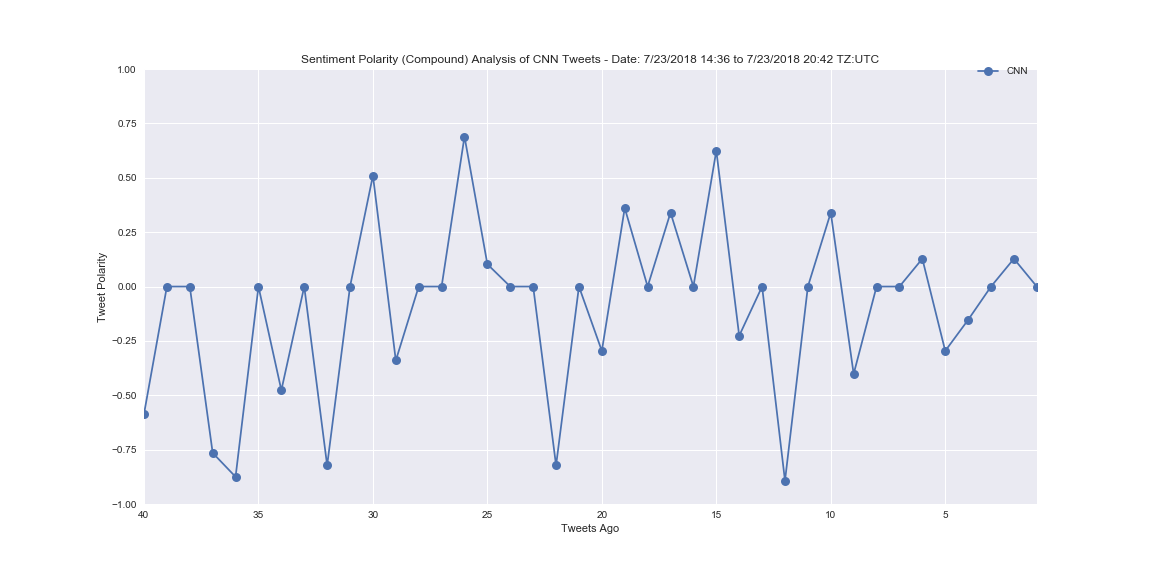 Sentiment Polarity (Compound) Analysis of CNN Tweets - Date: 7/23/2018 14:36 to 7/23/2018 20:42 TZ:UTC
CNN
1.00
0.75
0.50
0.25
0.00
−0.25
−0.50
−0.75
−1.00
Tweet Polarity
40 35 30 25 20 15 10 5
Tweets Ago